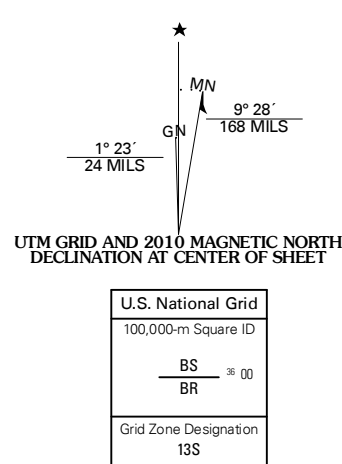 ★
MN
GN
9° 28´
168 MILS
1° 23´
24 MILS
UTM GRID AND 2010 MAGNETIC NORTH
DECLINATION AT CENTER OF SHEET
U.S. National Grid
100,000-m Square ID
BS
36 00
BR
Grid Zone Designation
13S